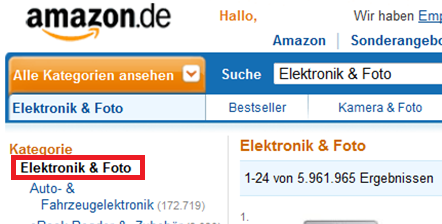 amazon.de
Hallo,
Wir haben Emp
Amazon
Sonderangebo
Alle Kategorien ansehen
Suche
Elektronik & Foto
Elektronik & Foto
Bestseller
Kamera & Foto
Kategorie
Elektronik & Foto
Auto- &
Fahrzeugelektronik (172.719)
Elektronik & Foto
1-24 von 5.961.965 Ergebnissen
1.